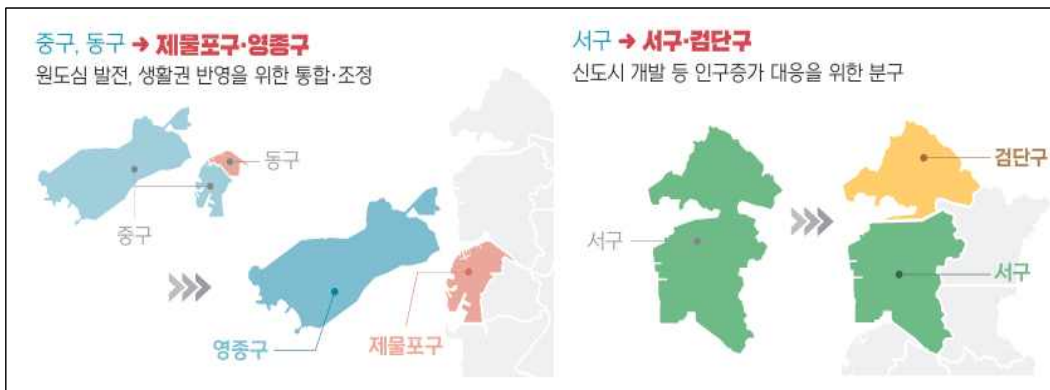 중구, 동구 → 제물포구·영종구
원도심 발전, 생활권 반영을 위한 통합·조정
동구
중구
영종구
제물포구
서구 → 서구·검단구
신도시 개발 등 인구증가 대응을 위한 분구
검단구
서구
서구